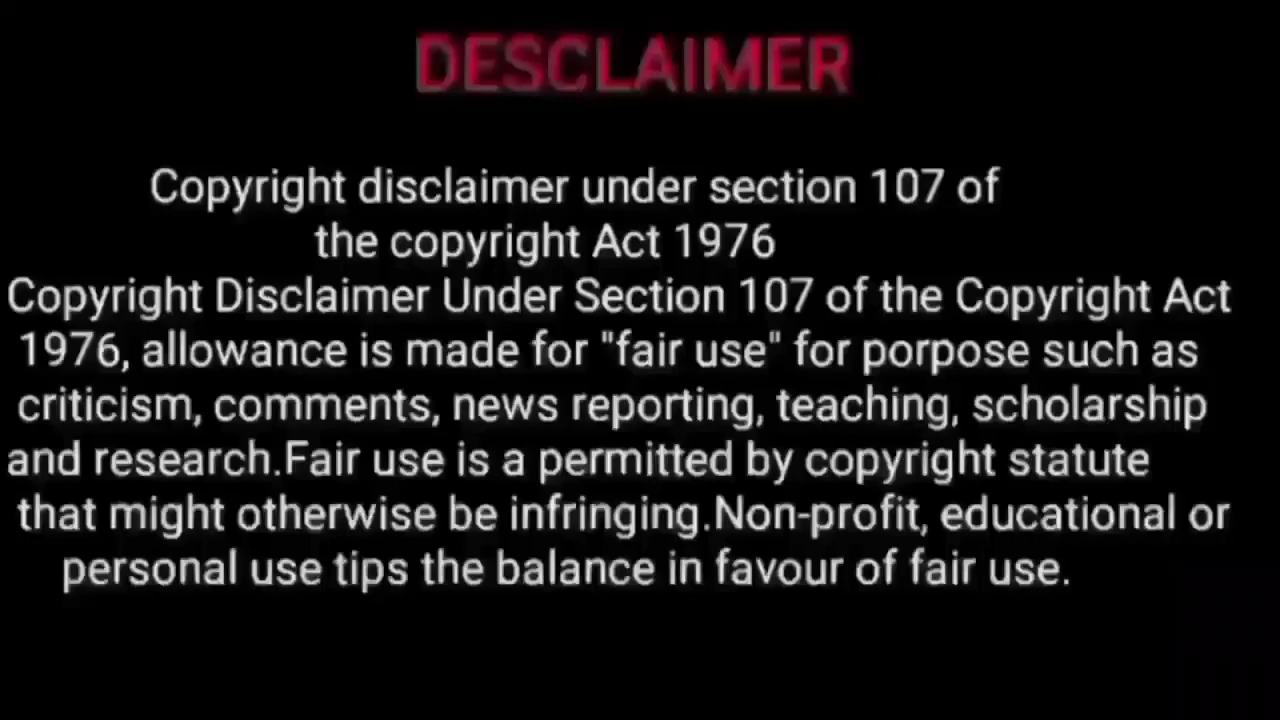 DESCLAIMER
Copyright disclaimer under section 107 of
the copyright Act 1976
Copyright Disclaimer Under Section 107 of the Copyright Act
1976, allowance is made for "fair use" for porpose such as
criticism, comments, news reporting, teaching, scholarship
and research.Fair use is a permitted by copyright statute
that might otherwise be infringing.Non-profit, educational or
personal use tips the balance in favour of fair use.